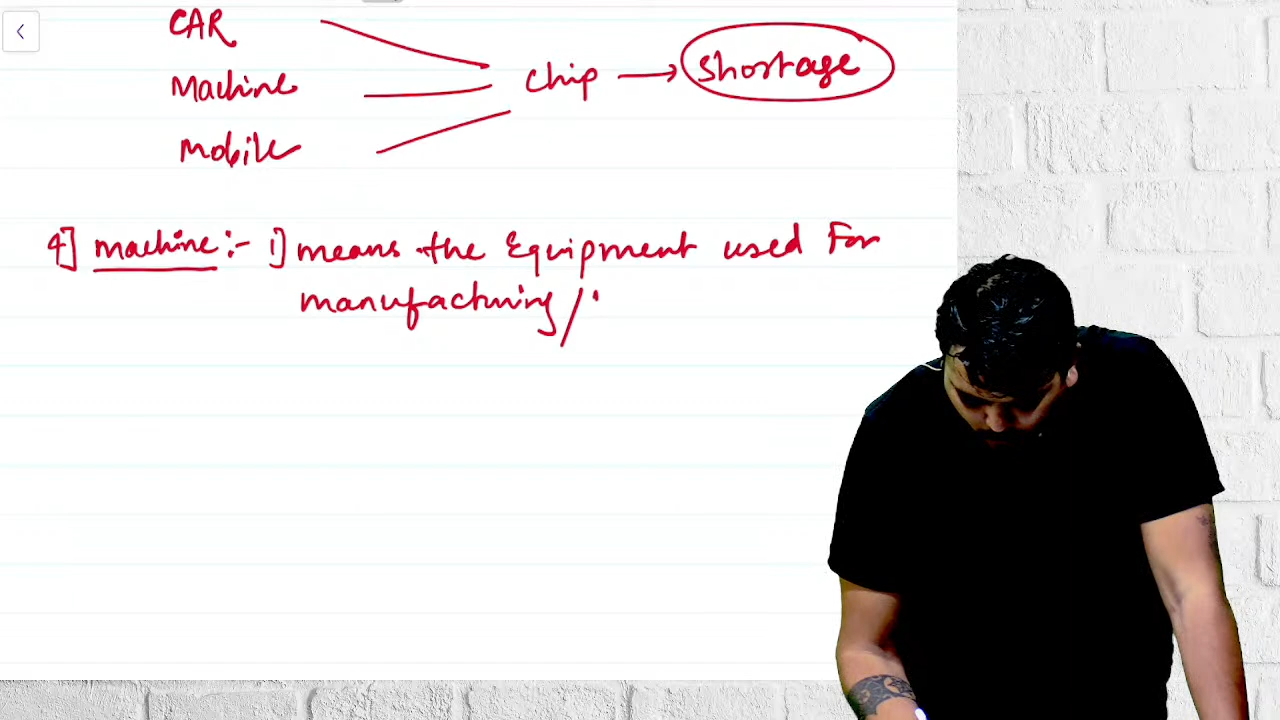 CAR
Machine
Mobile
chip → shortage
4] machine :- 1] means the Equipment used For
manufacturing /